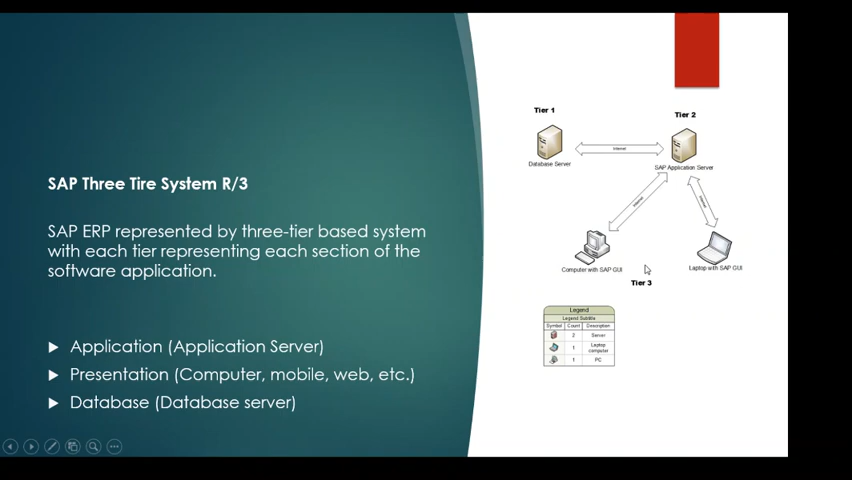 SAP Three Tire System R/3
SAP ERP represented by three-tier based system
with each tier representing each section of the
software application.
Application (Application Server)
Presentation (Computer, mobile, web, etc.)
Database (Database server)
Tier 1
Tier 2
Internet
Database Server
SAP Application Server
Internet
Internet
Computer with SAP GUI
Laptop with SAP GUI
Tier 3
Legend
Legend Subtitle
Symbol Count Description
2 Server
1 Laptop computer
1 PC